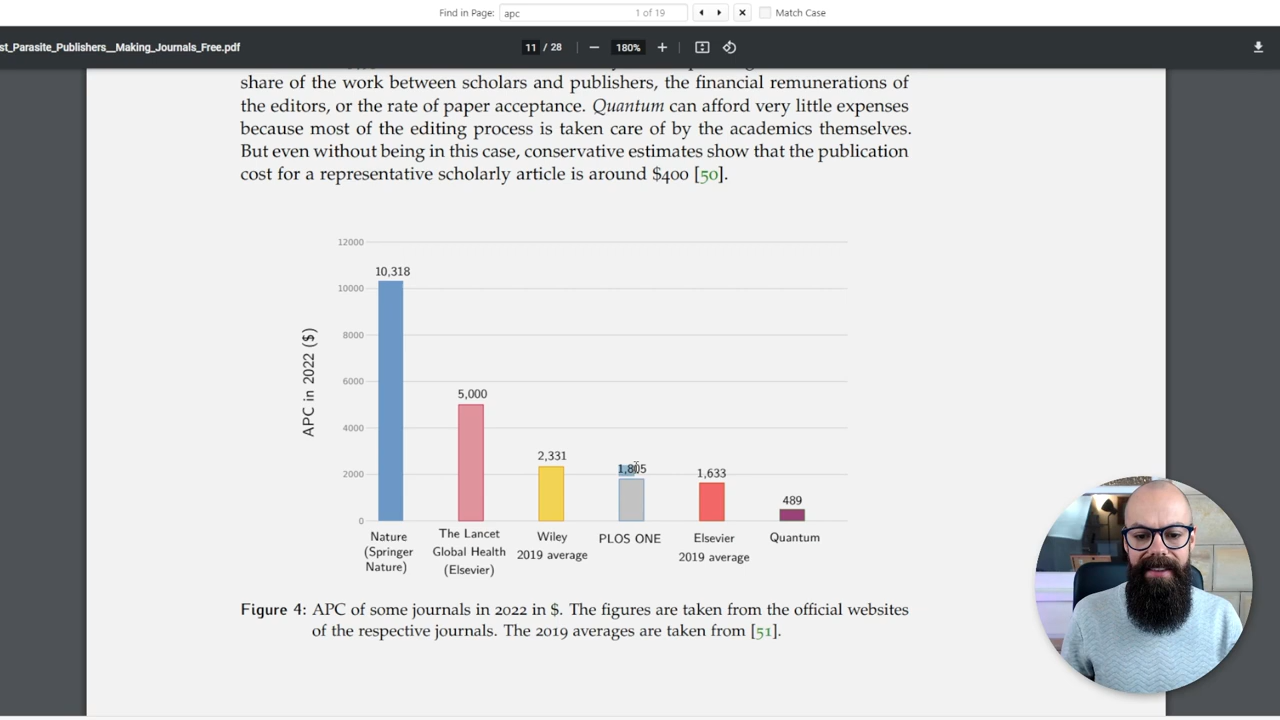 Find in Page: apc 1 of 19 Match Case
st_Parasite_Publishers__Making_Journals_Free.pdf 11 / 28 180%
share of the work between scholars and publishers, the financial remunerations of
the editors, or the rate of paper acceptance. Quantum can afford very little expenses
because most of the editing process is taken care of by the academics themselves.
But even without being in this case, conservative estimates show that the publication
cost for a representative scholarly article is around $400 [50].
APC in 2022 ($)
12000
10000
8000
6000
4000
2000
0
10,318
5,000
2,331
1,805
1,633
489
Nature
(Springer
Nature)
The Lancet
Global Health
(Elsevier)
Wiley
2019 average
PLOS ONE
Elsevier
2019 average
Quantum
Figure 4: APC of some journals in 2022 in $. The figures are taken from the official websites
of the respective journals. The 2019 averages are taken from [51].